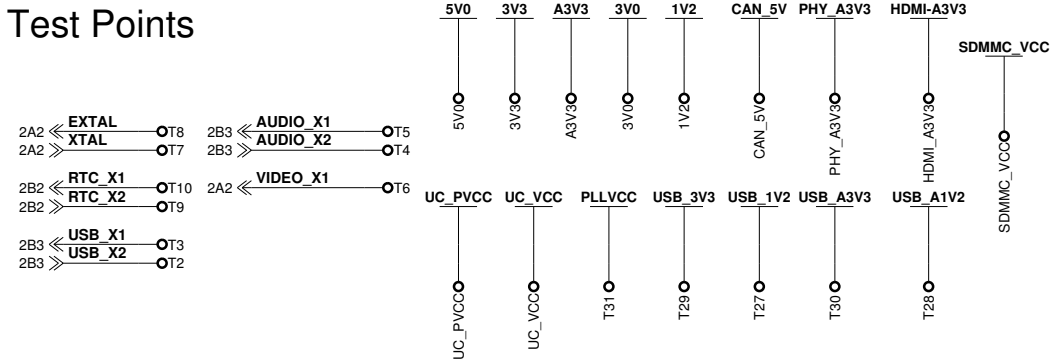 Test Points
5V0 3V3 A3V3 3V0 1V2 CAN_5V PHY_A3V3 HDMI-A3V3
SDMMC_VCC
5V0 3V3 A3V3 3V0 1V2 CAN_5V PHY_A3V3 HDMI_A3V3
SDMMC_VCC
2A2 EXTAL T8
2A2 XTAL T7
2B3 AUDIO_X1 T5
2B3 AUDIO_X2 T4
2B2 RTC_X1 T10
2B2 RTC_X2 T9
2A2 VIDEO_X1 T6
2B3 USB_X1 T3
2B3 USB_X2 T2
UC_PVCC UC_VCC PLLVCC USB_3V3 USB_1V2 USB_A3V3 USB_A1V2
UC_PVCC UC_VCC T31 T29 T27 T30 T28